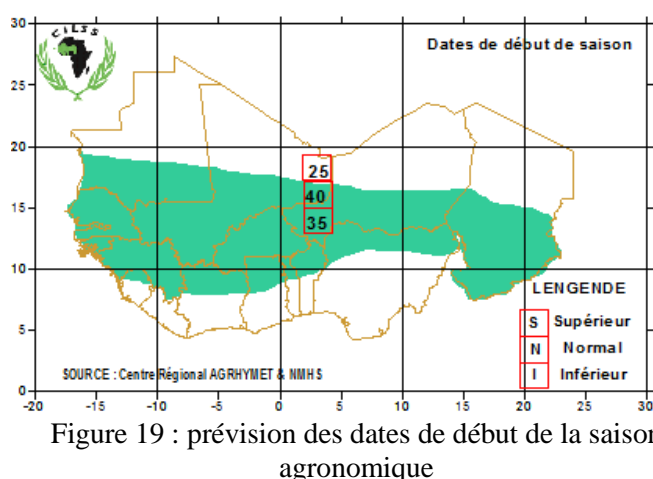 CILSS
Dates de début de saison
30
25
20
15
10
5
0
25
40
35
LENGENDE
S Supérieur
N Normal
I Inférieur
SOURCE : Centre Régional AGRHYMET & NMHS
-20 -15 -10 -5 0 5 10 15 20 25 30
Figure 19 : prévision des dates de début de la saison
agronomique